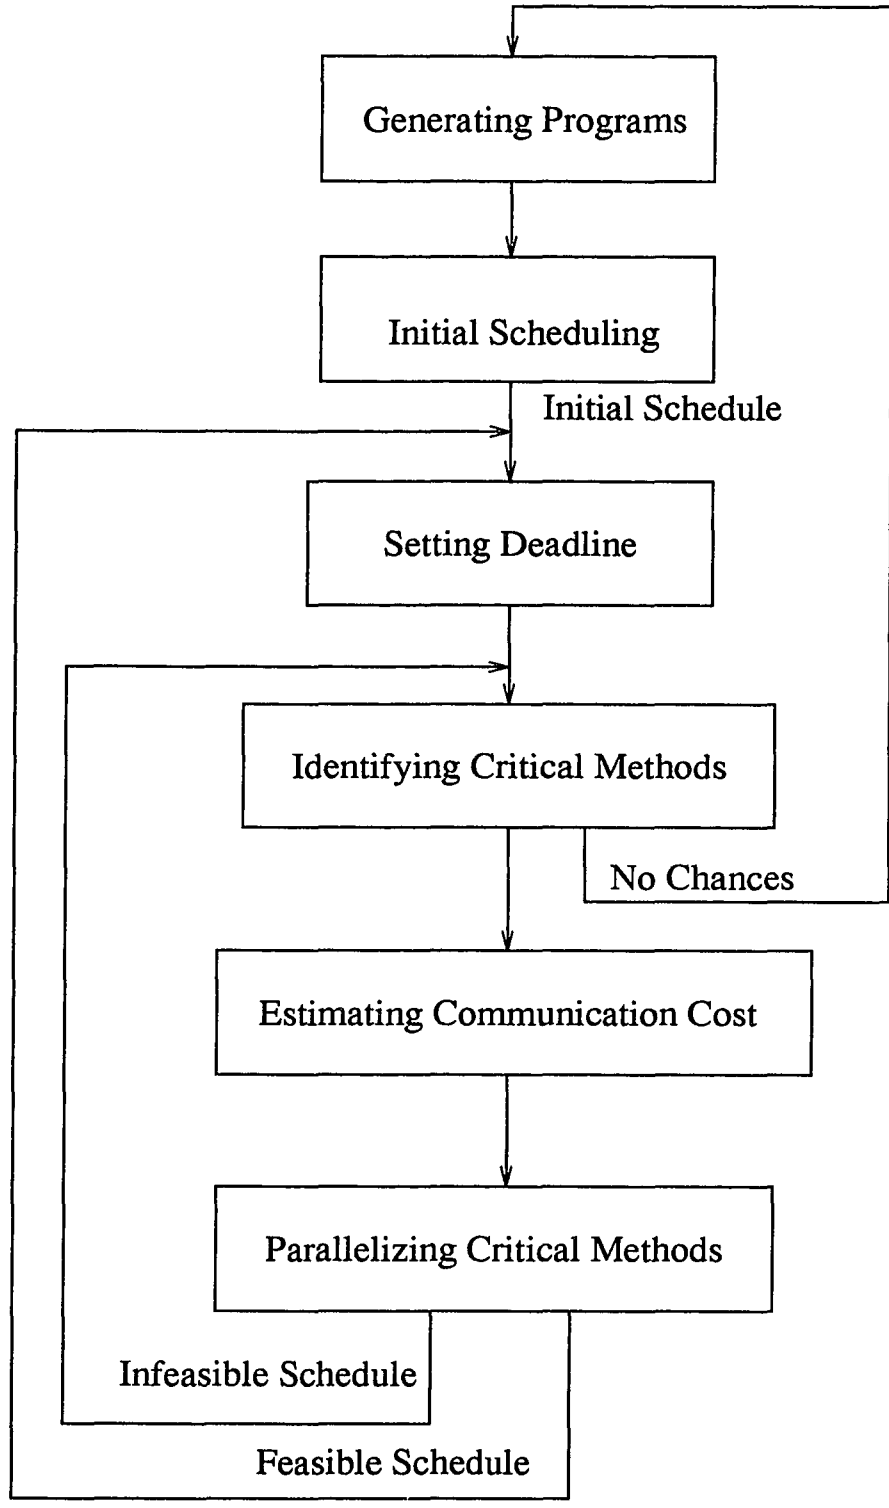 Generating Programs
Initial Scheduling
Initial Schedule
Setting Deadline
Identifying Critical Methods
No Chances
Estimating Communication Cost
Parallelizing Critical Methods
Infeasible Schedule
Feasible Schedule